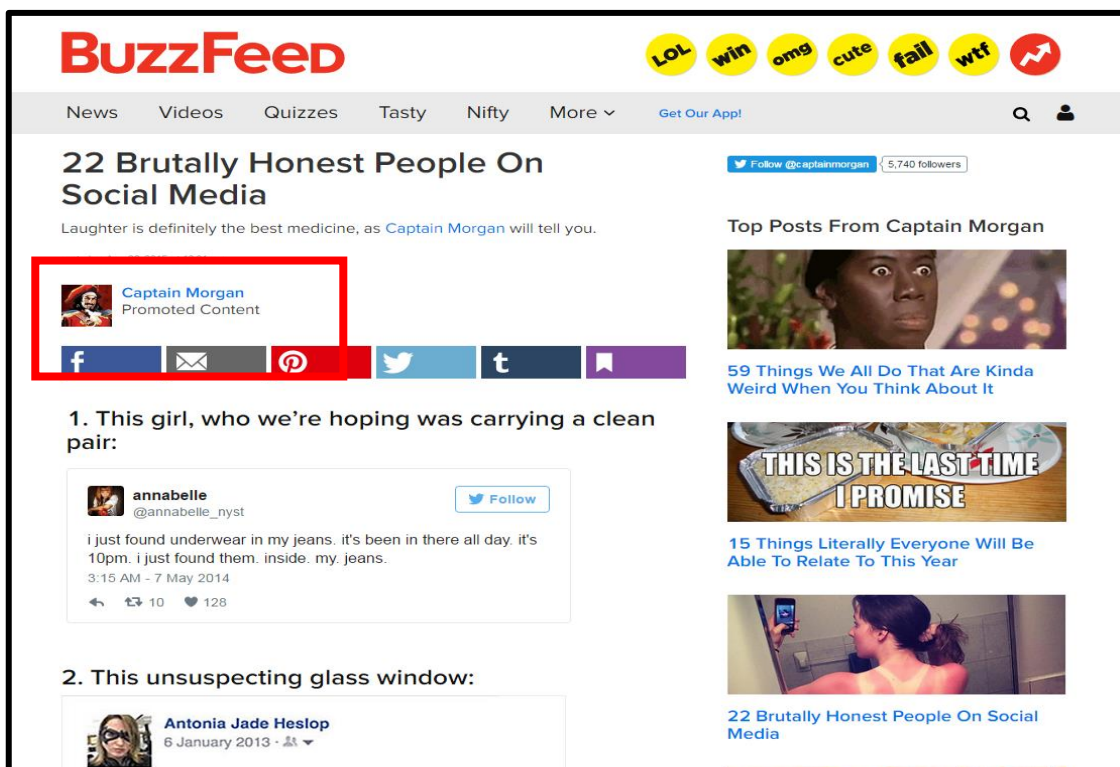 BuzzFeed
LOL win omg cute fail wtf
News Videos Quizzes Tasty Nifty More Get Our App!
22 Brutally Honest People On
Social Media
Laughter is definitely the best medicine, as Captain Morgan will tell you.
Captain Morgan
Promoted Content
1. This girl, who we’re hoping was carrying a clean
pair:
annabelle
@annabelle_nyst
Follow
i just found underwear in my jeans. it's been in there all day. it's
10pm. i just found them. inside. my. jeans.
3:15 AM - 7 May 2014
10 128
2. This unsuspecting glass window:
Antonia Jade Heslop
6 January 2013 ·
Follow @captainmorgan 5,740 followers
Top Posts From Captain Morgan
59 Things We All Do That Are Kinda
Weird When You Think About It
THIS IS THE LAST TIME
I PROMISE
15 Things Literally Everyone Will Be
Able To Relate To This Year
22 Brutally Honest People On Social
Media